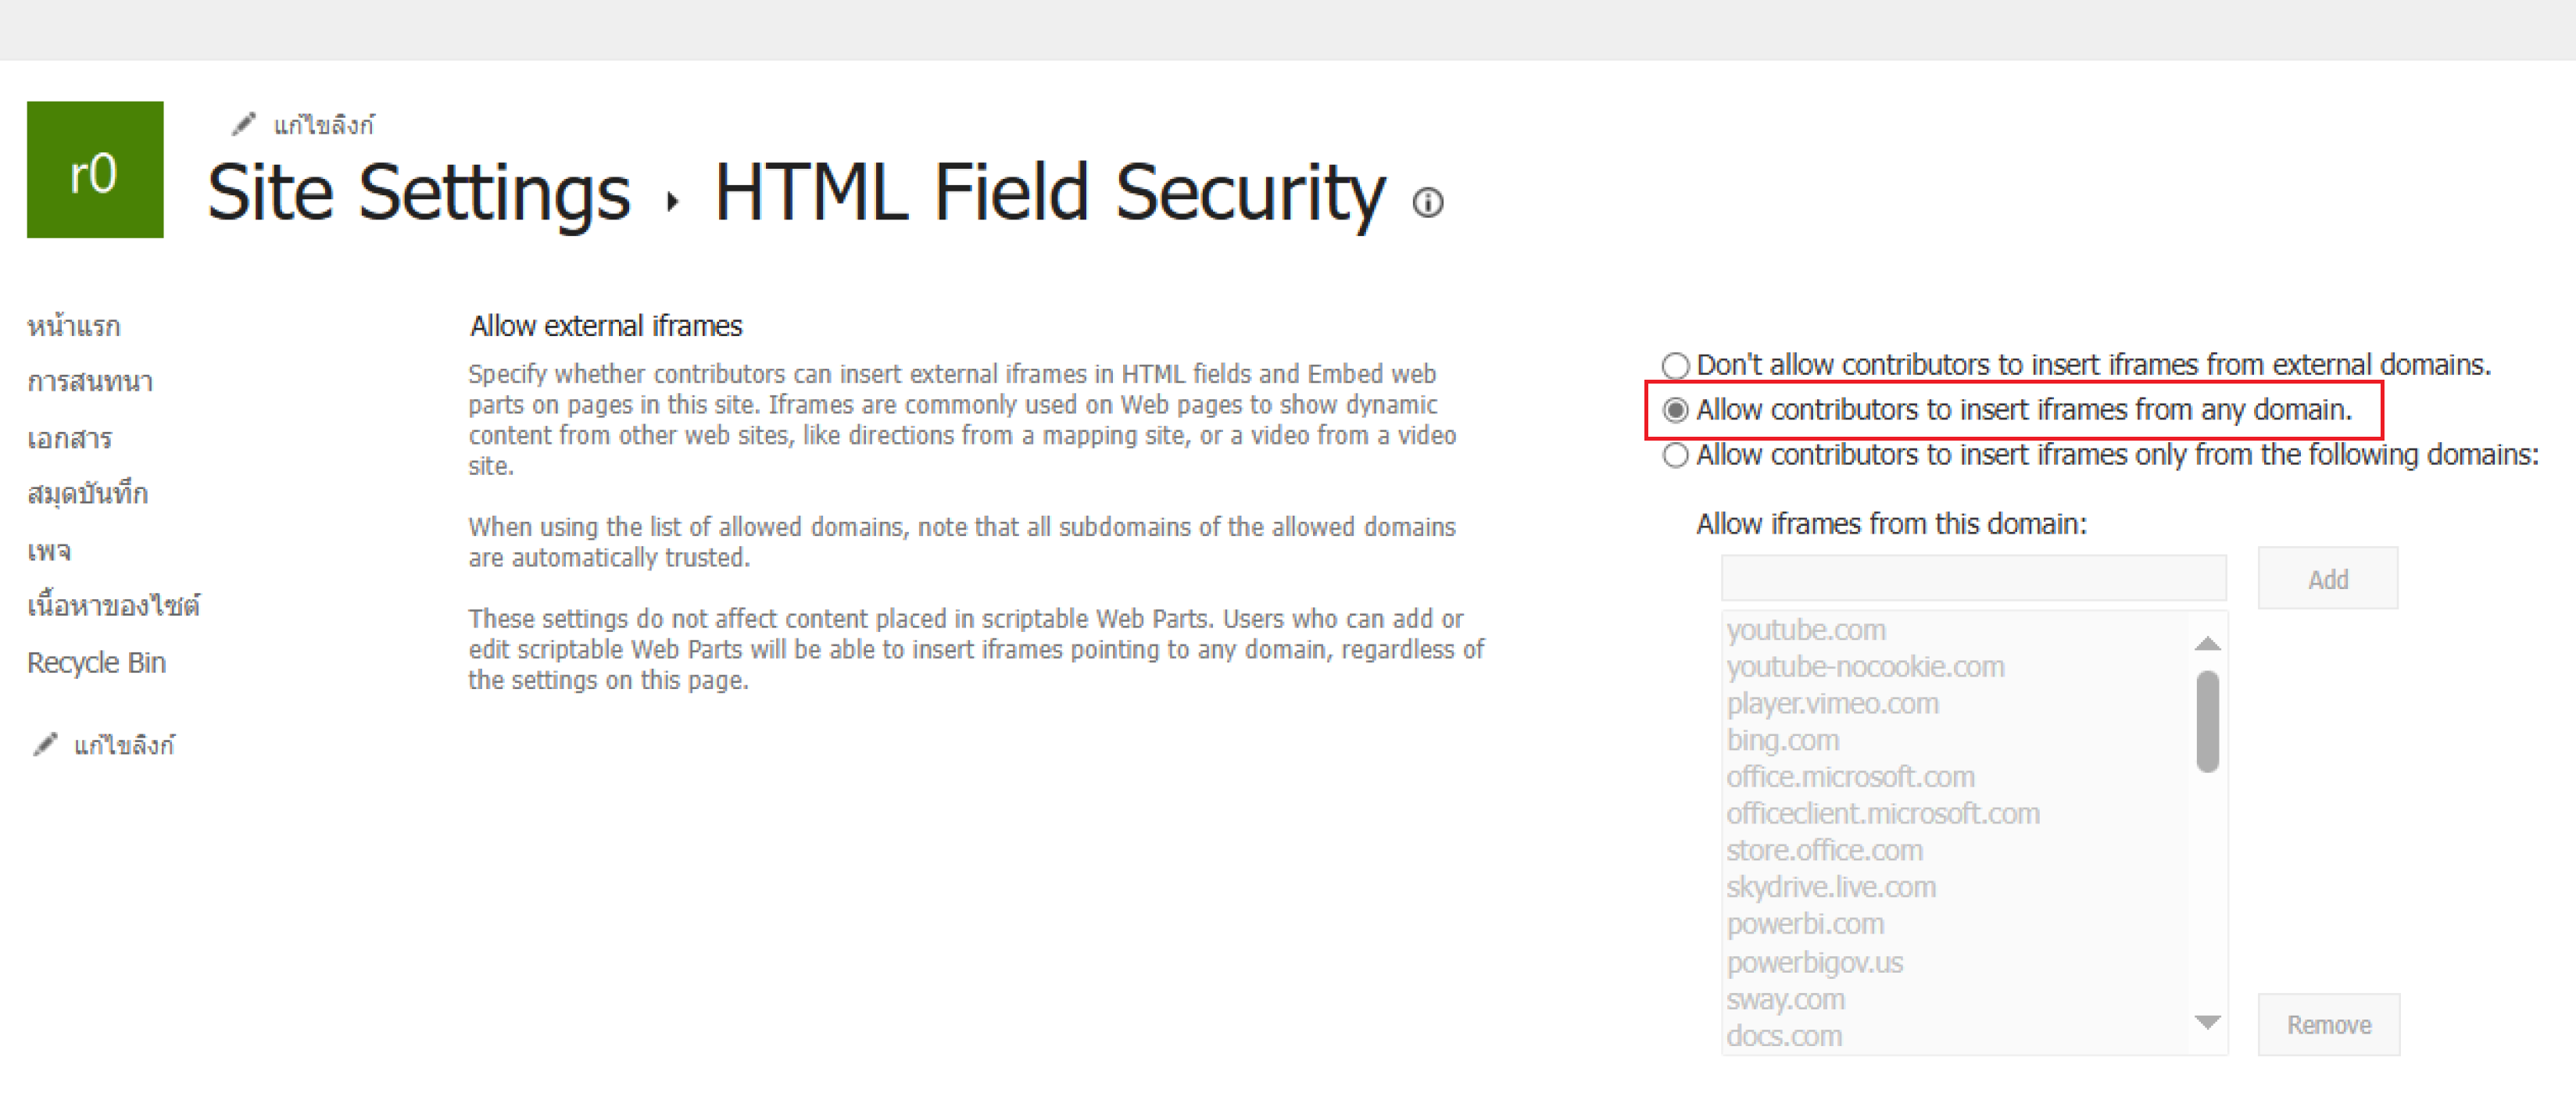 แก้ไขลิงก์
r0
Site Settings ▸ HTML Field Security
หน้าแรก
การสนทนา
เอกสาร
สมุดบันทึก
เพจ
เนื้อหาของไซต์
Recycle Bin
แก้ไขลิงก์
Allow external iframes
Specify whether contributors can insert external iframes in HTML fields and Embed web
parts on pages in this site. Iframes are commonly used on Web pages to show dynamic
content from other web sites, like directions from a mapping site, or a video from a video
site.
When using the list of allowed domains, note that all subdomains of the allowed domains
are automatically trusted.
These settings do not affect content placed in scriptable Web Parts. Users who can add or
edit scriptable Web Parts will be able to insert iframes pointing to any domain, regardless of
the settings on this page.
Don't allow contributors to insert iframes from external domains.
Allow contributors to insert iframes from any domain.
Allow contributors to insert iframes only from the following domains:
Allow iframes from this domain:
Add
youtube.com
youtube-nocookie.com
player.vimeo.com
bing.com
office.microsoft.com
officeclient.microsoft.com
store.office.com
skydrive.live.com
powerbi.com
powerbigov.us
sway.com
docs.com
Remove